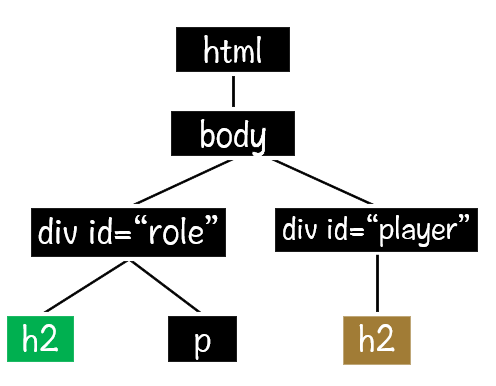 html
body
div id=“role”
div id=“player”
h2
p
h2